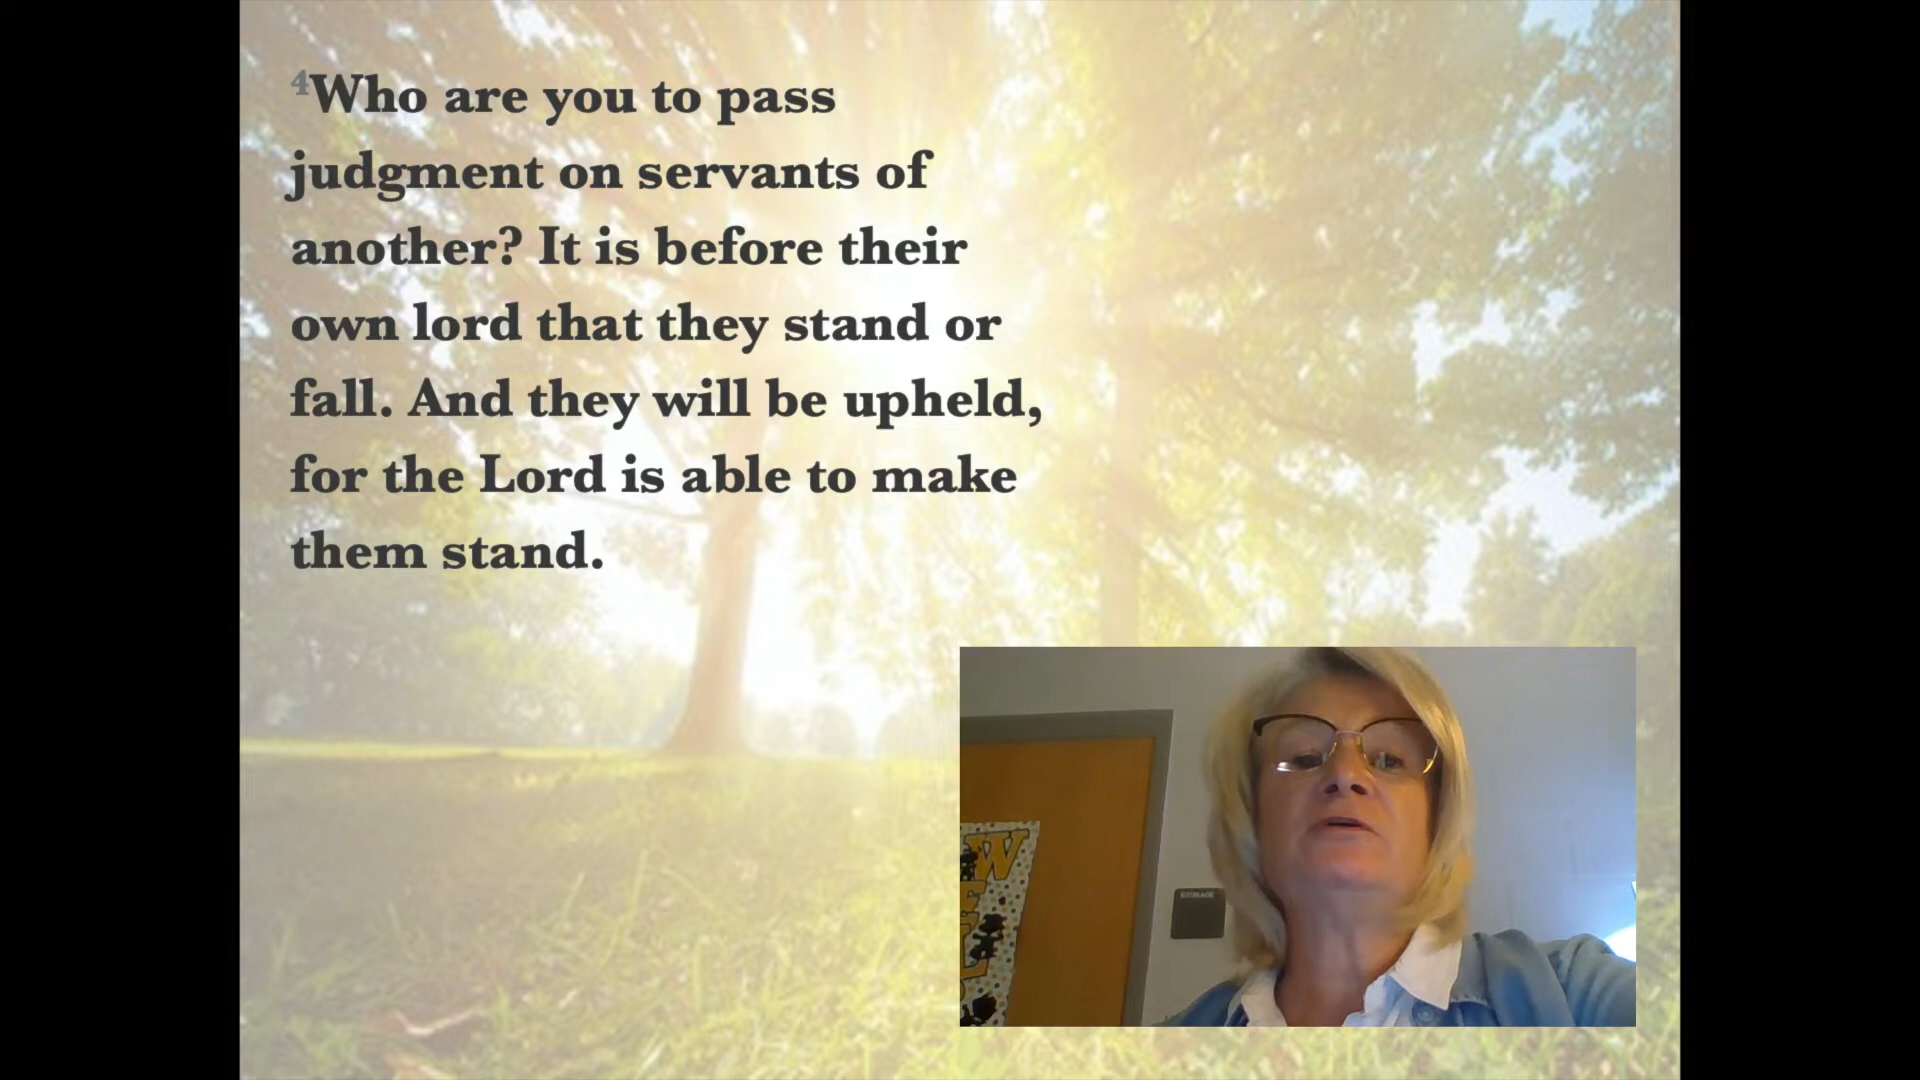 4Who are you to pass
judgment on servants of
another? It is before their
own lord that they stand or
fall. And they will be upheld,
for the Lord is able to make
them stand.
STORAGE
W